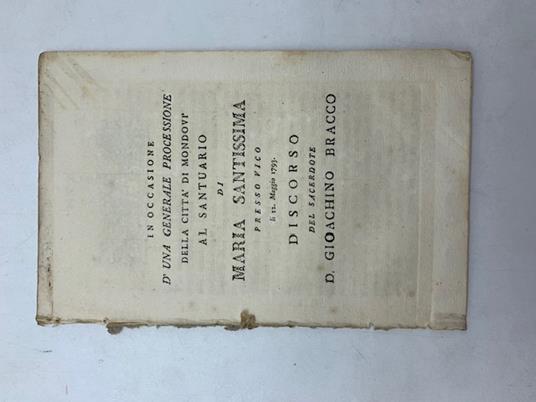 IN OCCASIONE
D' UNA GENERALE PROCESSIONE
DELLA CITTA' DI MONDOVI'
AL SANTUARIO
DI
MARIA SANTISSIMA
PRESSO VICO
li 12. Maggio 1793.
DISCORSO
DEL SACERDOTE
D. GIOACHINO BRACCO